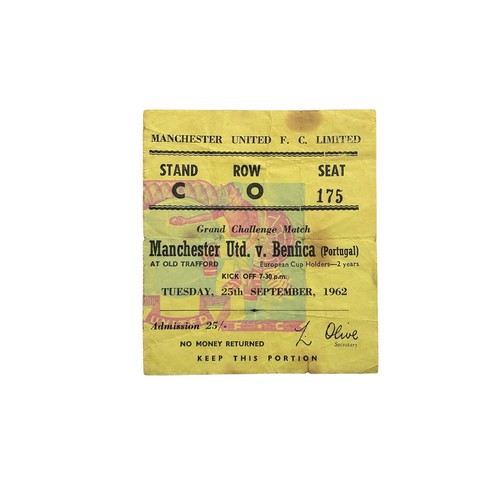 MANCHESTER UNITED F. C. LIMITED
STAND ROW SEAT
C O 175
Grand Challenge Match
Manchester Utd. v. Benfica (Portugal)
AT OLD TRAFFORD European Cup Holders—2 years
KICK OFF 7-30 p.m.
TUESDAY, 25th SEPTEMBER, 1962
UNITED F · C
Admission 25/-
L Olive
Secretary
NO MONEY RETURNED
KEEP THIS PORTION